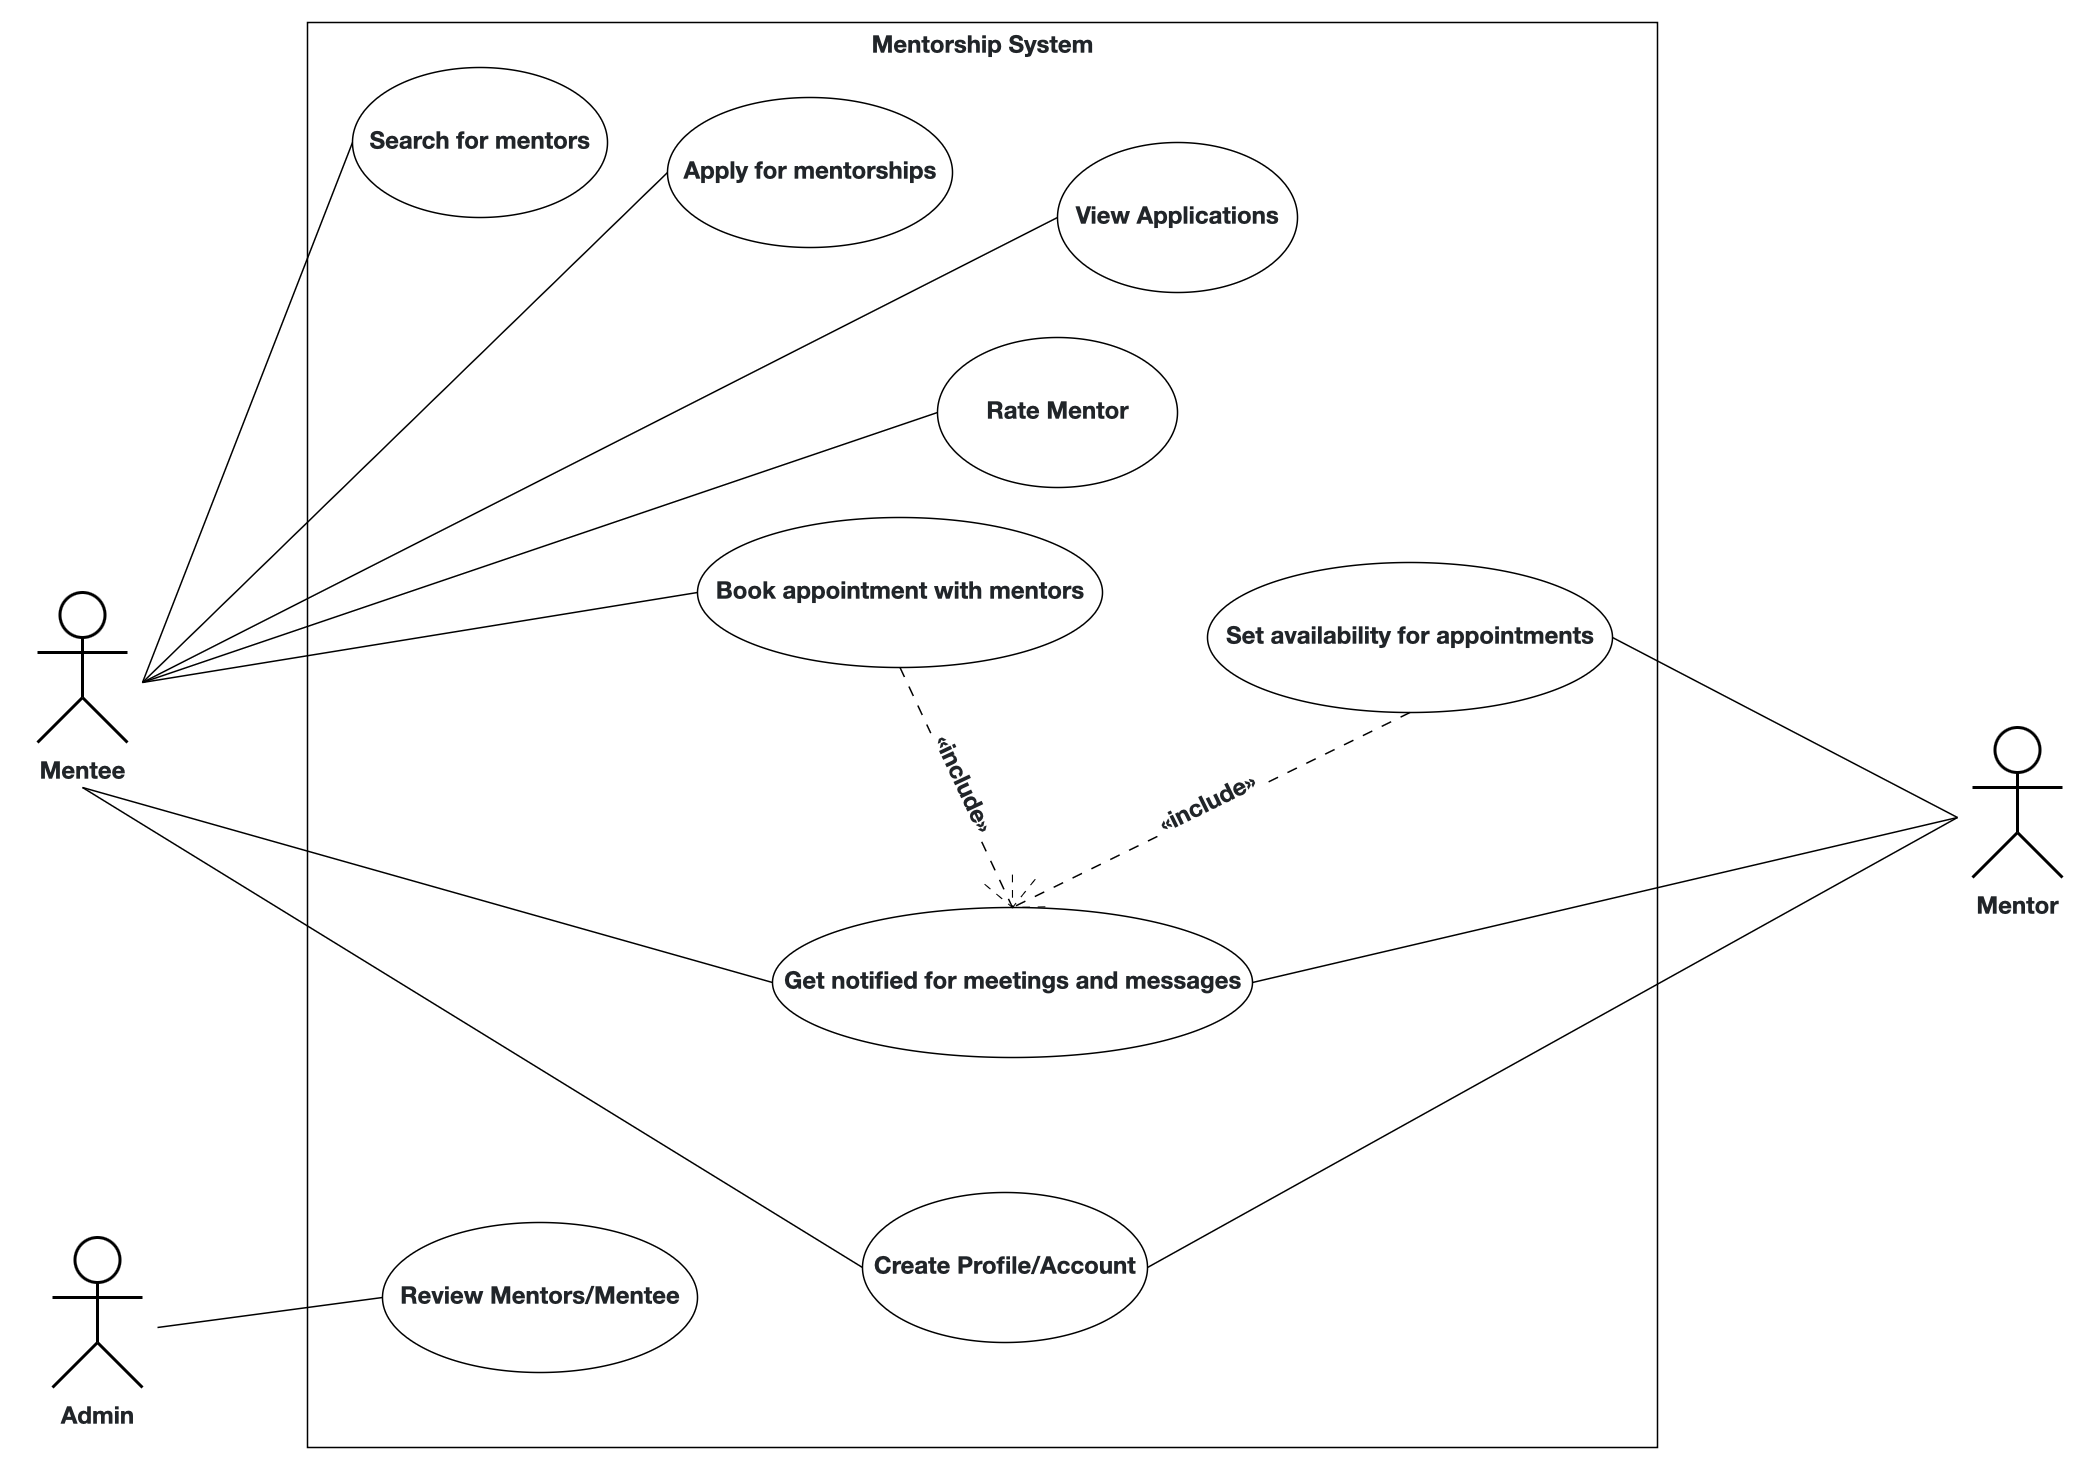 Mentorship System
Search for mentors
Apply for mentorships
View Applications
Rate Mentor
Book appointment with mentors
Set availability for appointments
Mentee
«include»
«include»
Mentor
Get notified for meetings and messages
Create Profile/Account
Review Mentors/Mentee
Admin